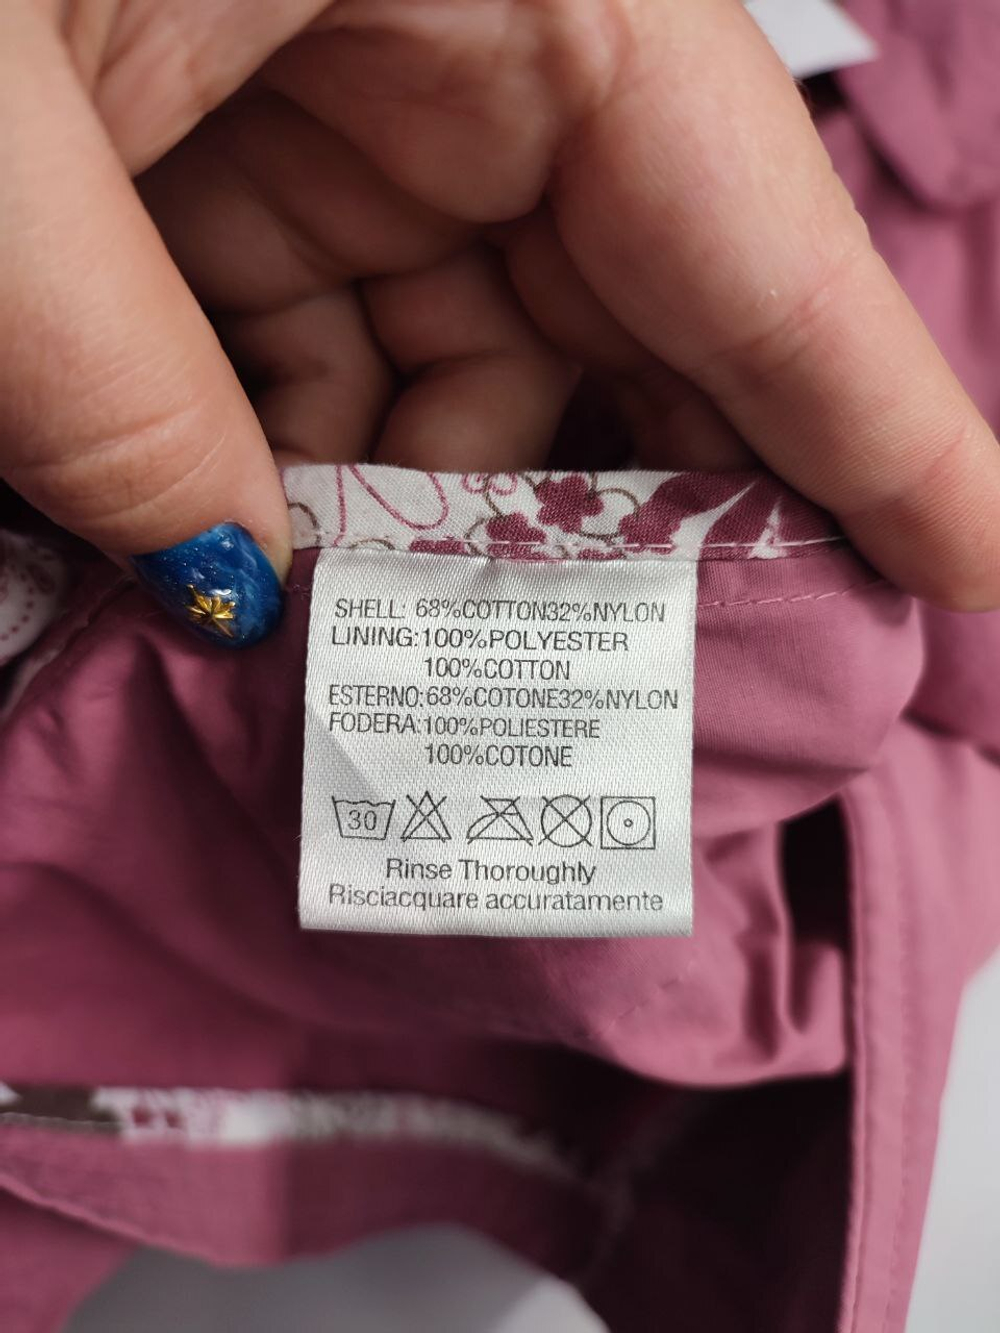 SHELL: 68%COTTON32%NYLON
LINING:100%POLYESTER
100%COTTON
ESTERNO:68%COTONE32%NYLON
FODERA:100%POLIESTERE
100%COTONE
30
Rinse Thoroughly
Risciacquare accuratamente